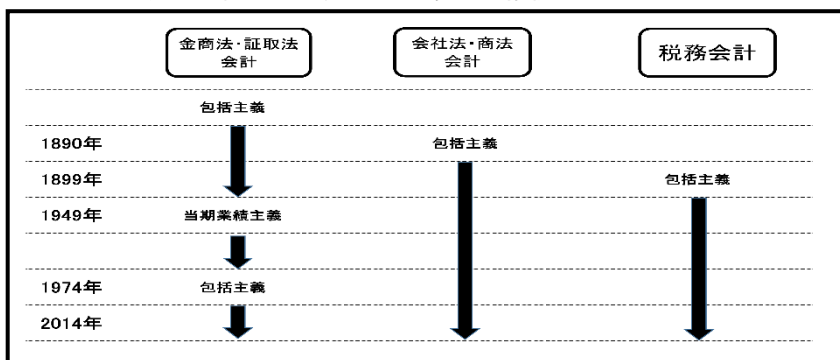 金商法・証取法
会計
会社法・商法
会計
税務会計
包括主義
1890年
包括主義
1899年
包括主義
1949年
当期業績主義
1974年
包括主義
2014年